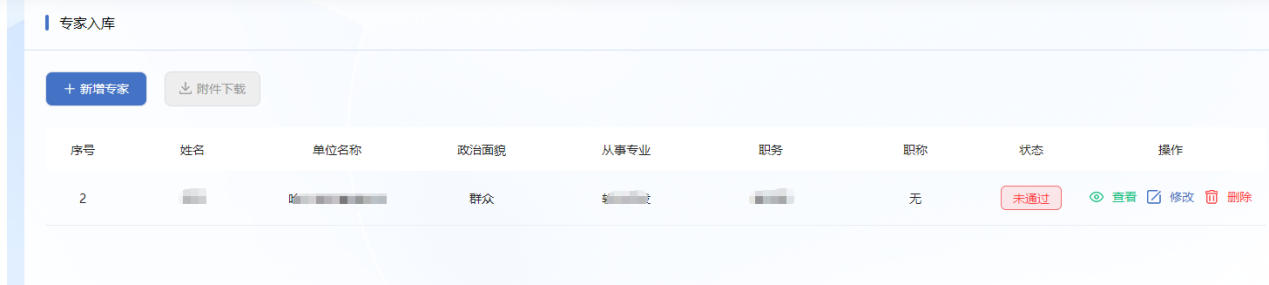 专家入库
+ 新增专家 附件下载
序号 姓名 单位名称 政治面貌 从事专业 职务 职称 状态 操作
2 群众 无 未通过 查看 修改 删除